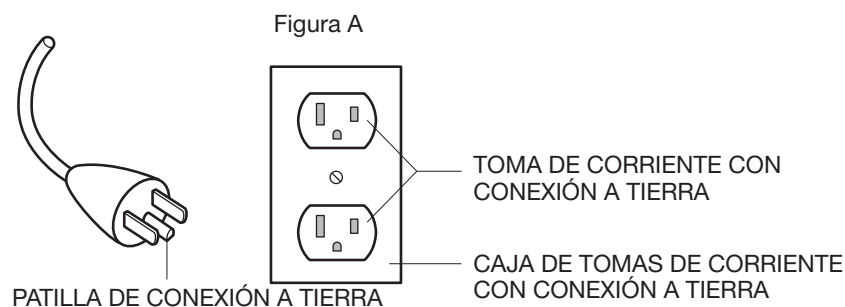 Figura A
TOMA DE CORRIENTE CON
CONEXIÓN A TIERRA
CAJA DE TOMAS DE CORRIENTE
CON CONEXIÓN A TIERRA
PATILLA DE CONEXIÓN A TIERRA